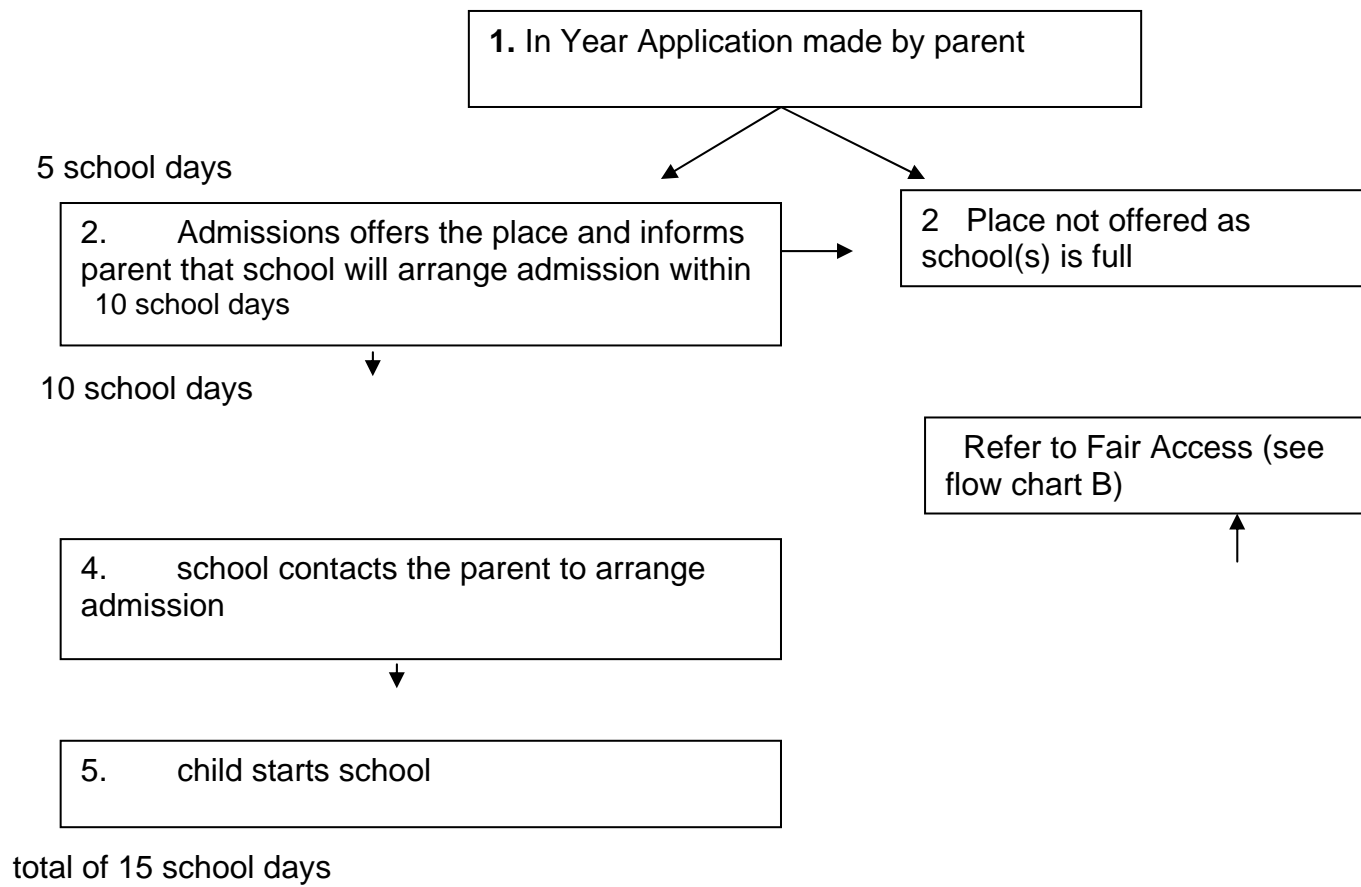 1. In Year Application made by parent
5 school days
2. Admissions offers the place and informs
parent that school will arrange admission within
10 school days
2 Place not offered as
school(s) is full
10 school days
Refer to Fair Access (see
flow chart B)
4. school contacts the parent to arrange
admission
5. child starts school
total of 15 school days